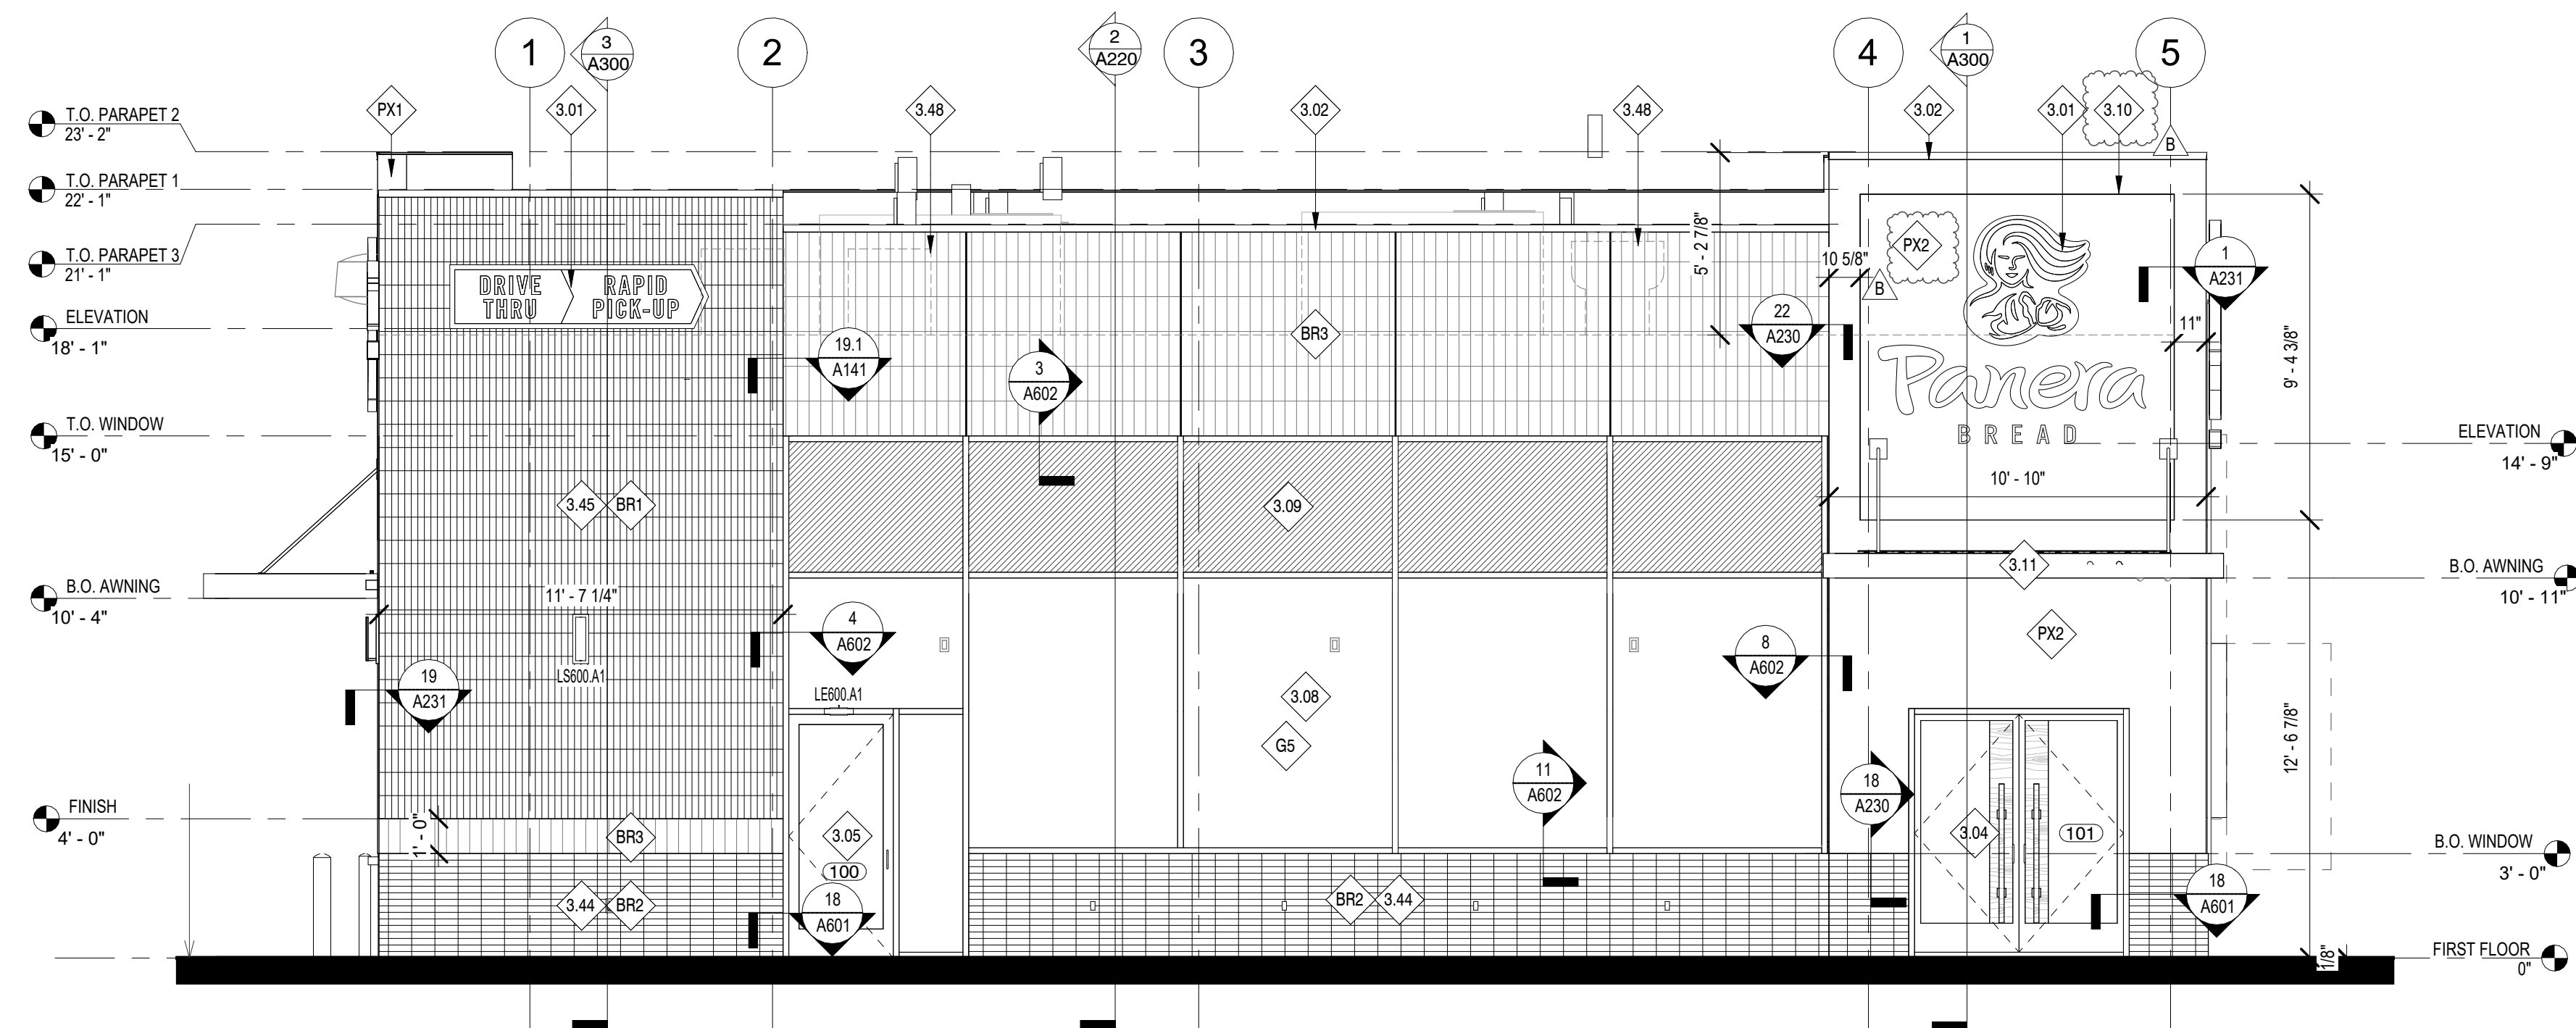 1
3
A300
2
2
A220
3
4
1
A300
5
PX1
3.01
3.48
3.02
3.48
3.02
3.01
3.10
B
T.O. PARAPET 2
23' - 2"
T.O. PARAPET 1
22' - 1"
T.O. PARAPET 3
21' - 1"
ELEVATION
18' - 1"
T.O. WINDOW
15' - 0"
B.O. AWNING
10' - 4"
FINISH
4' - 0"
DRIVE
THRU
RAPID
PICK-UP
5' - 2 7/8"
10 5/8"
B
PX2
1
A231
11"
9' - 4 3/8"
19.1
A141
3
A602
BR3
22
A230
Panera
BREAD
ELEVATION
14' - 9"
10' - 10"
3.45
BR1
3.09
3.11
B.O. AWNING
10' - 11"
11' - 7 1/4"
LS600.A1
4
A602
LE600.A1
8
A602
PX2
19
A231
3.08
G5
12' - 6 7/8"
11
A602
18
A230
1' - 0"
BR3
3.05
100
3.04
101
B.O. WINDOW
3' - 0"
3.44
BR2
18
A601
BR2
3.44
18
A601
FIRST FLOOR
0"
1/8"